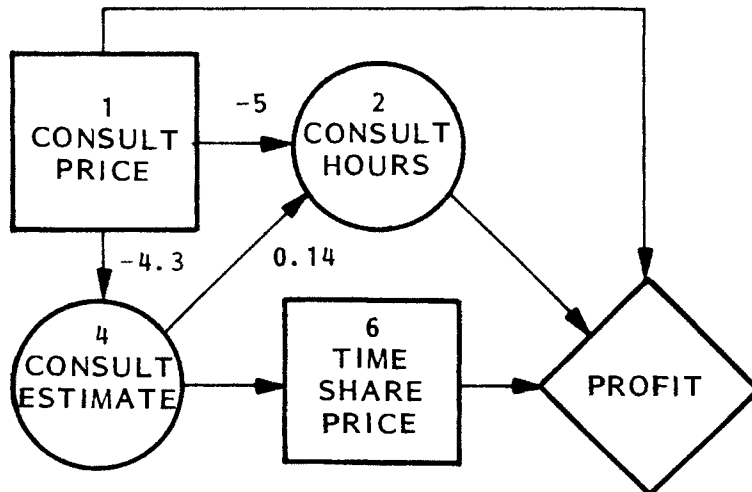 1
CONSULT
PRICE
-5
2
CONSULT
HOURS
-4.3
0.14
4
CONSULT
ESTIMATE
6
TIME
SHARE
PRICE
PROFIT